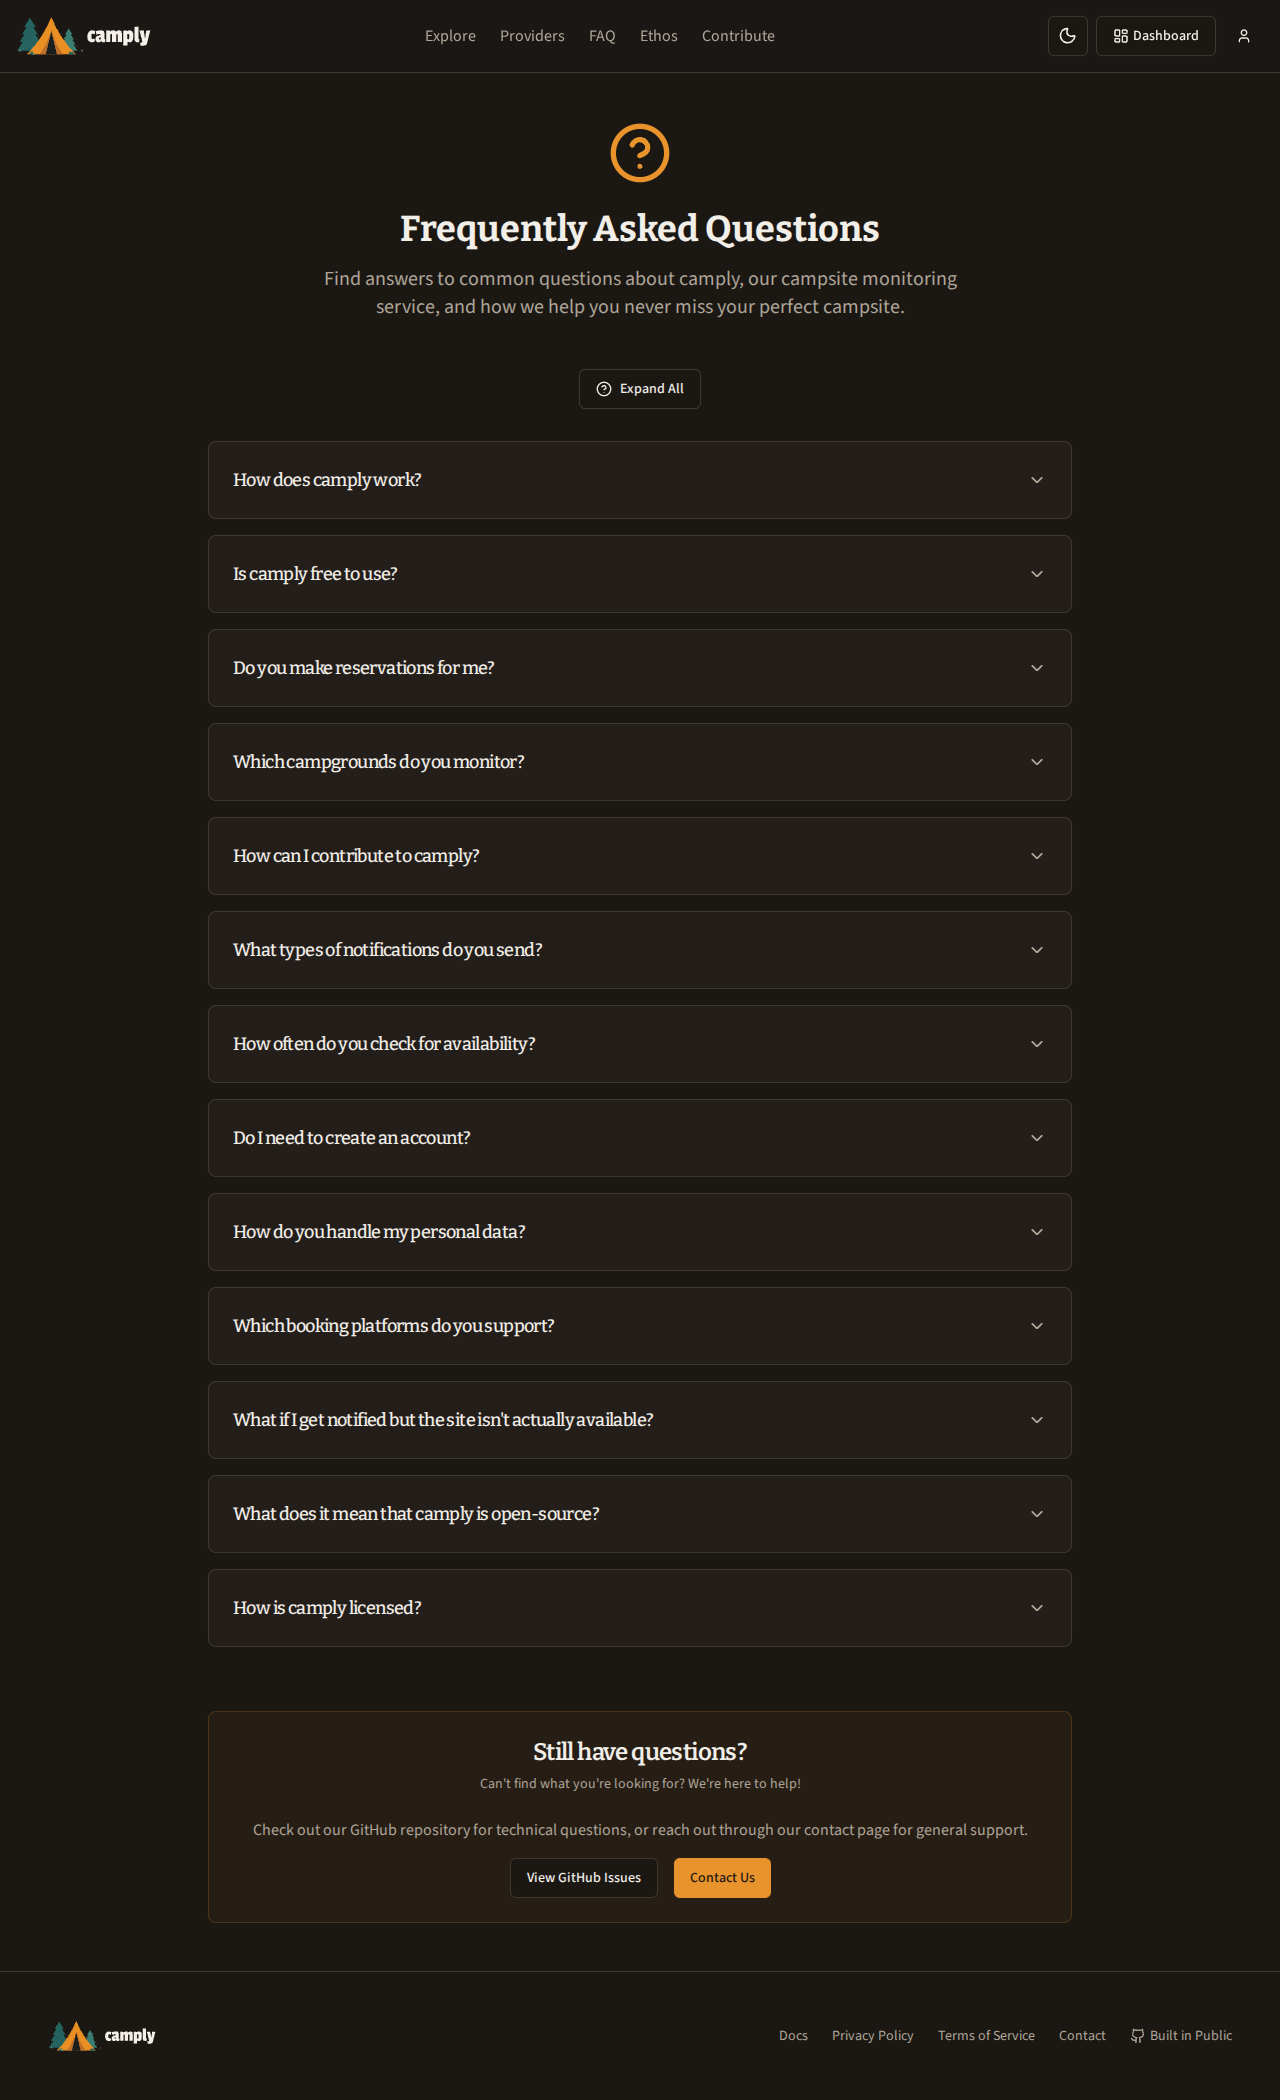 camply
Explore Providers FAQ Ethos Contribute
Dashboard
Frequently Asked Questions
Find answers to common questions about camply, our campsite monitoring
service, and how we help you never miss your perfect campsite.
Expand All
How does camply work?
Is camply free to use?
Do you make reservations for me?
Which campgrounds do you monitor?
How can I contribute to camply?
What types of notifications do you send?
How often do you check for availability?
Do I need to create an account?
How do you handle my personal data?
Which booking platforms do you support?
What if I get notified but the site isn't actually available?
What does it mean that camply is open-source?
How is camply licensed?
Still have questions?
Can't find what you're looking for? We're here to help!
Check out our GitHub repository for technical questions, or reach out through our contact page for general support.
View GitHub Issues Contact Us
camply
Docs Privacy Policy Terms of Service Contact Built in Public